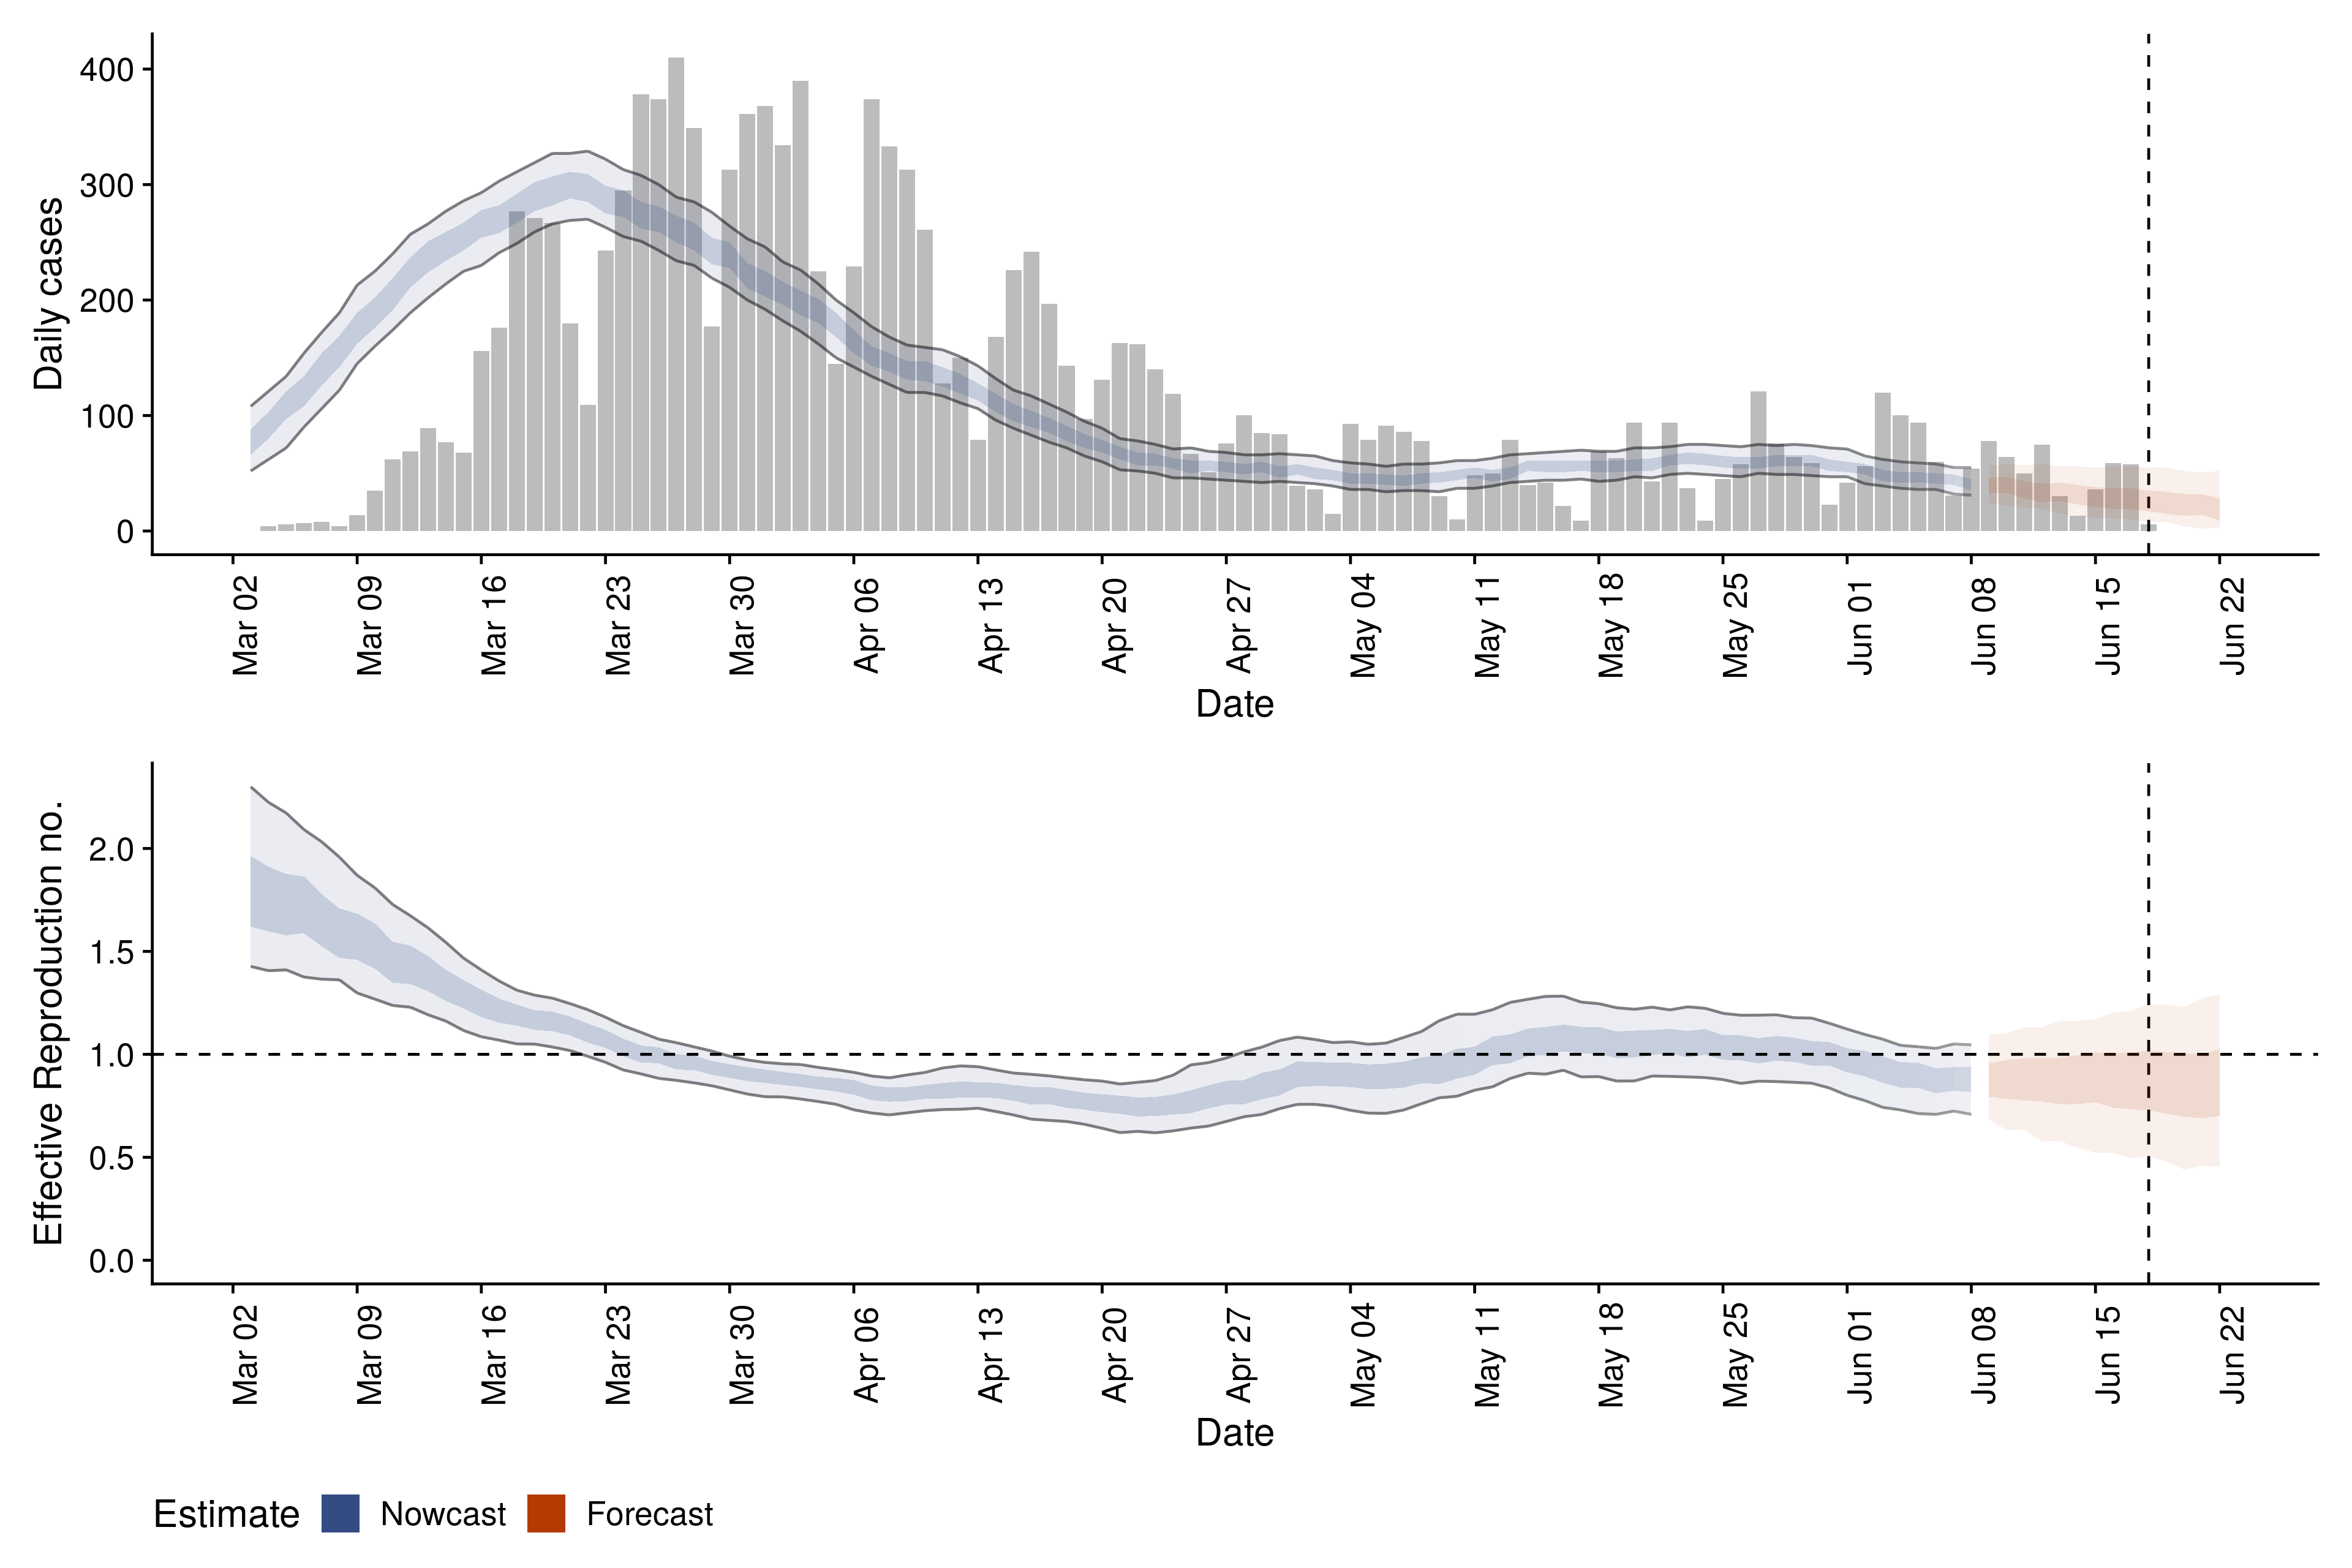 Daily cases
400
300
200
100
0
Mar 02
Mar 09
Mar 16
Mar 23
Mar 30
Apr 06
Apr 13
Apr 20
Apr 27
May 04
May 11
May 18
May 25
Jun 01
Jun 08
Jun 15
Jun 22
Date
Effective Reproduction no.
2.0
1.5
1.0
0.5
0.0
Mar 02
Mar 09
Mar 16
Mar 23
Mar 30
Apr 06
Apr 13
Apr 20
Apr 27
May 04
May 11
May 18
May 25
Jun 01
Jun 08
Jun 15
Jun 22
Date
Estimate Nowcast Forecast